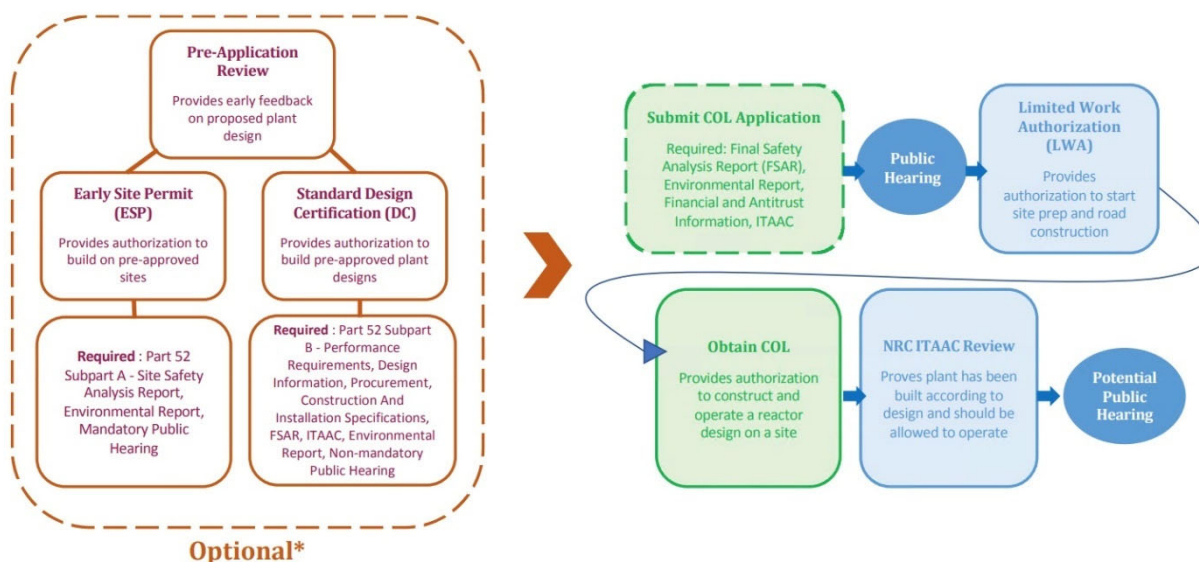 Pre-Application
Review
Provides early feedback
on proposed plant
design
Early Site Permit
(ESP)
Provides authorization to
build on pre-approved
sites
Standard Design
Certification (DC)
Provides authorization to
build pre-approved plant
designs
Required : Part 52
Subpart A - Site Safety
Analysis Report,
Environmental Report,
Mandatory Public
Hearing
Required : Part 52 Subpart
B - Performance
Requirements, Design
Information, Procurement,
Construction And
Installation Specifications,
FSAR, ITAAC, Environmental
Report, Non-mandatory
Public Hearing
Optional*
Submit COL Application
Required: Final Safety
Analysis Report (FSAR),
Environmental Report,
Financial and Antitrust
Information, ITAAC
Public
Hearing
Limited Work
Authorization
(LWA)
Provides
authorization to start
site prep and road
construction
Obtain COL
Provides authorization
to construct and
operate a reactor
design on a site
NRC ITAAC Review
Proves plant has been
built according to
design and should be
allowed to operate
Potential
Public
Hearing